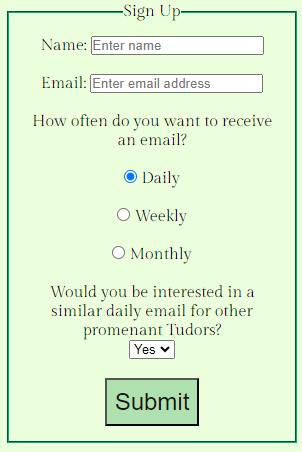 Sign Up
Name: Enter name
Email: Enter email address
How often do you want to receive
an email?
Daily
Weekly
Monthly
Would you be interested in a
similar daily email for other
promenant Tudors?
Yes
Submit